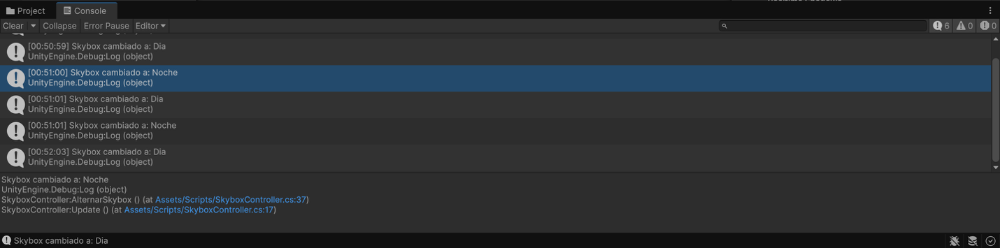 Project
Console
Clear
Collapse
Error Pause
Editor
6
0
0
[00:50:59] Skybox cambiado a: Dia
UnityEngine.Debug:Log (object)
[00:51:00] Skybox cambiado a: Noche
UnityEngine.Debug:Log (object)
[00:51:01] Skybox cambiado a: Dia
UnityEngine.Debug:Log (object)
[00:51:01] Skybox cambiado a: Noche
UnityEngine.Debug:Log (object)
[00:52:03] Skybox cambiado a: Dia
UnityEngine.Debug:Log (object)
Skybox cambiado a: Noche
UnityEngine.Debug:Log (object)
SkyboxController:AlternarSkybox () (at Assets/Scripts/SkyboxController.cs:37)
SkyboxController:Update () (at Assets/Scripts/SkyboxController.cs:17)
Skybox cambiado a: Dia